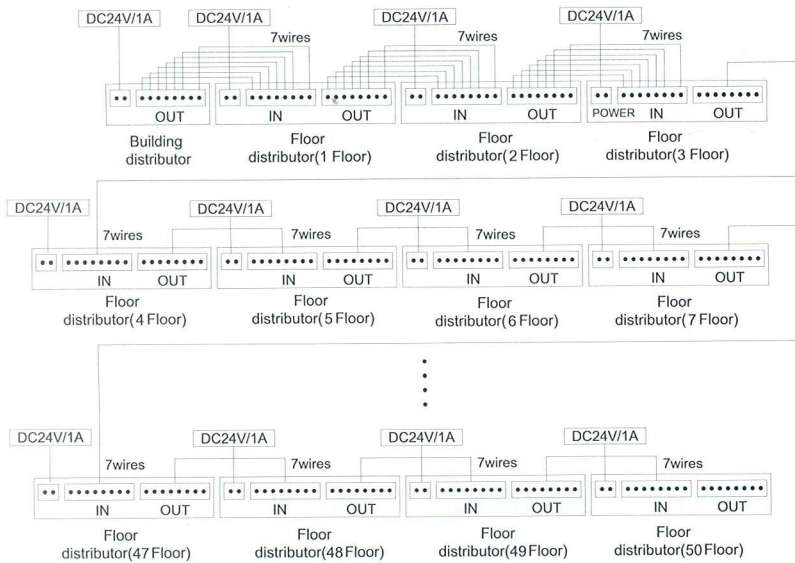 DC24V/1A DC24V/1A DC24V/1A DC24V/1A
7wires 7wires 7wires
OUT IN OUT IN OUT POWER IN OUT
Building Floor Floor Floor
distributor distributor(1 Floor) distributor(2 Floor) distributor(3 Floor)
DC24V/1A DC24V/1A DC24V/1A DC24V/1A
7wires 7wires 7wires 7wires
IN OUT IN OUT IN OUT IN OUT
Floor Floor Floor Floor
distributor(4 Floor) distributor(5 Floor) distributor(6 Floor) distributor(7 Floor)
DC24V/1A DC24V/1A DC24V/1A DC24V/1A
7wires 7wires 7wires 7wires
IN OUT IN OUT IN OUT IN OUT
Floor Floor Floor Floor
distributor(47 Floor) distributor(48 Floor) distributor(49 Floor) distributor(50 Floor)